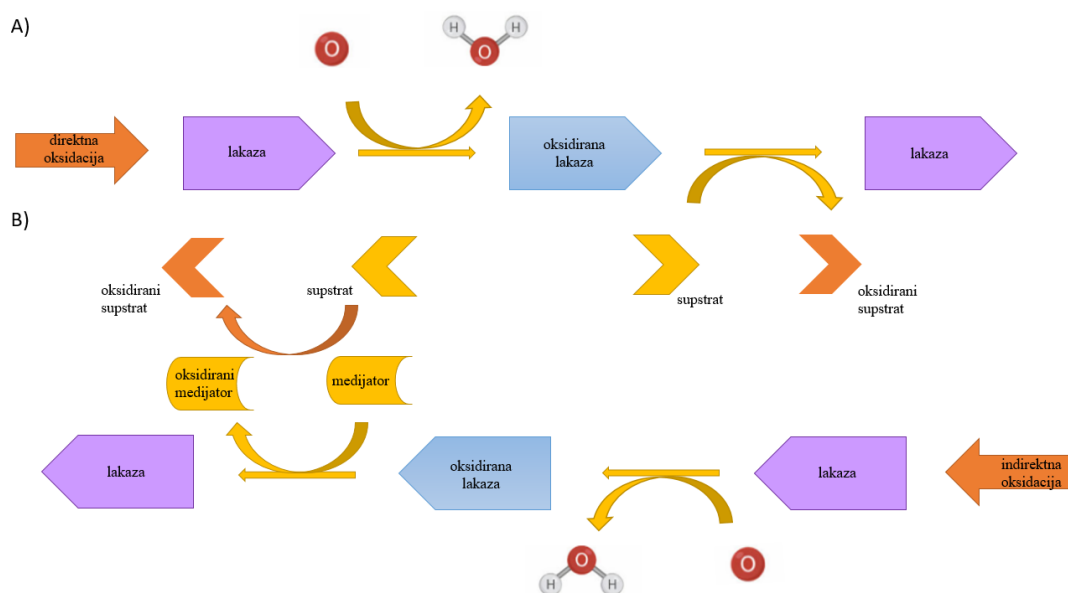 A)
O
H
H
O
direktna
oksidacija
lakaza
oksidirana
lakaza
lakaza
B)
oksidirani
supstrat
supstrat
supstrat
oksidirani
supstrat
oksidirani
medijator
medijator
lakaza
oksidirana
lakaza
lakaza
indirektna
oksidacija
O
H
H
O